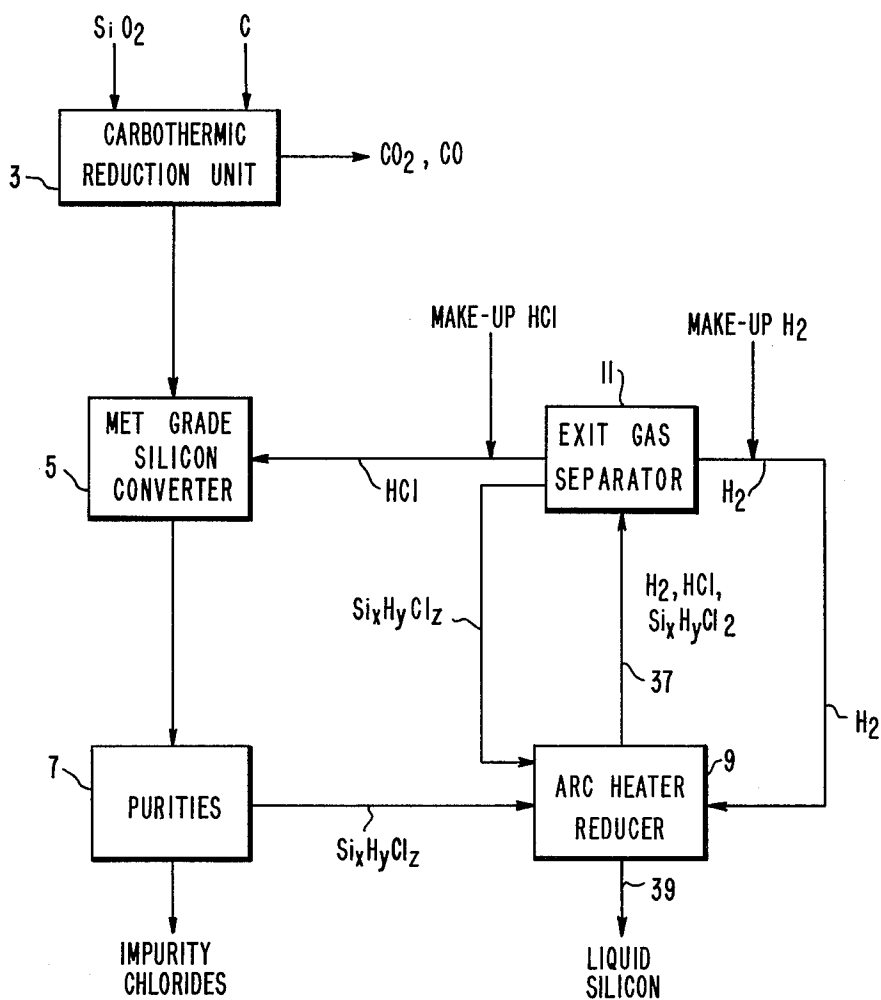 SiO2
C
CARBOTHERMIC
REDUCTION UNIT
3
CO2, CO
MAKE-UP HCl
MAKE-UP H2
11
MET GRADE
SILICON
CONVERTER
5
HCl
EXIT GAS
SEPARATOR
H2
SixHyClz
H2, HCl,
SixHyCl2
37
H2
7
PURITIES
SixHyClz
9
ARC HEATER
REDUCER
39
IMPURITY
CHLORIDES
LIQUID
SILICON